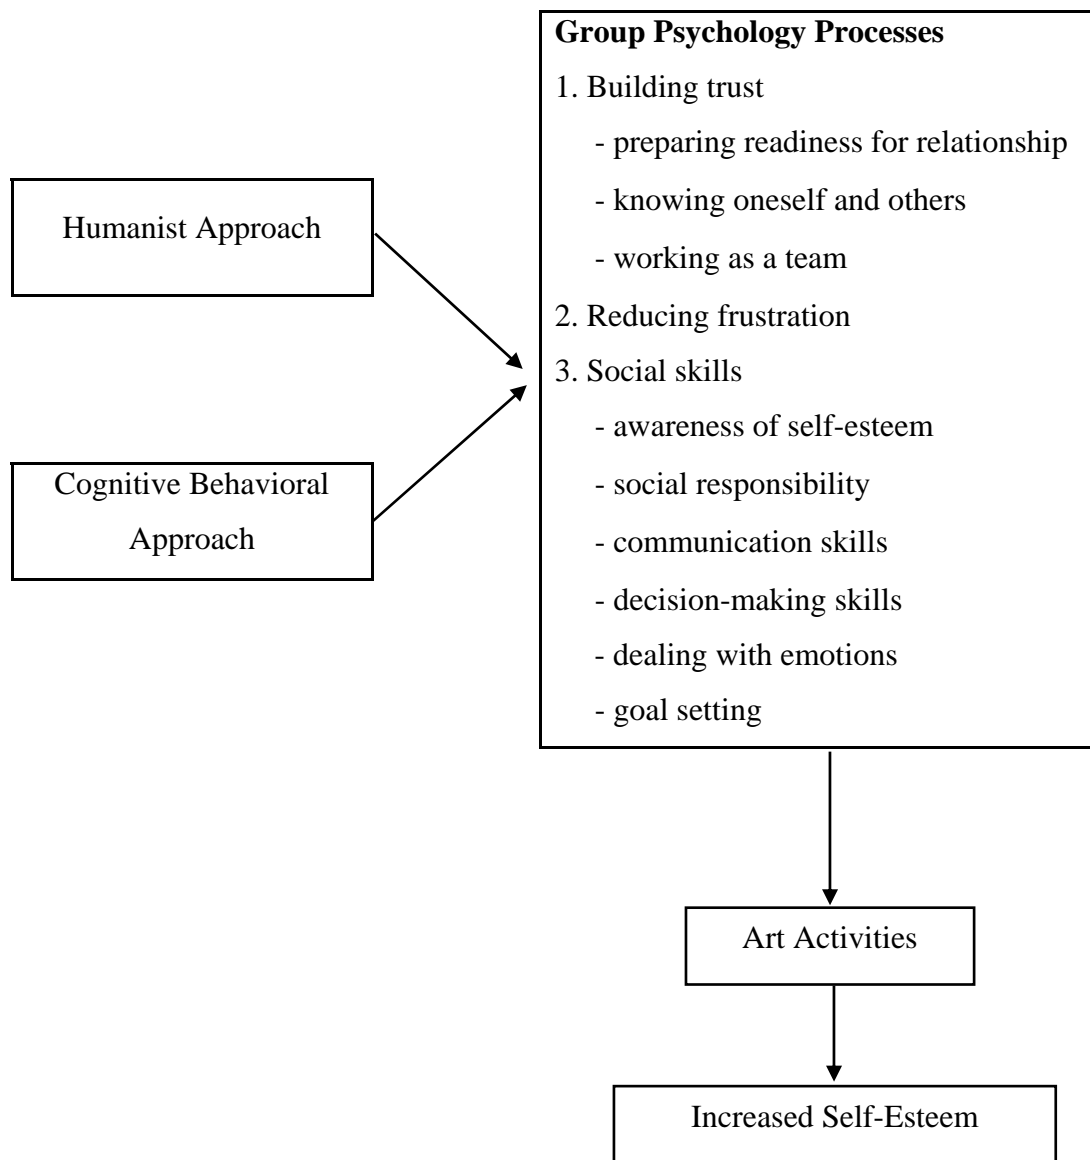 Humanist Approach
Cognitive Behavioral
Approach
Group Psychology Processes
1. Building trust
- preparing readiness for relationship
- knowing oneself and others
- working as a team
2. Reducing frustration
3. Social skills
- awareness of self-esteem
- social responsibility
- communication skills
- decision-making skills
- dealing with emotions
- goal setting
Art Activities
Increased Self-Esteem